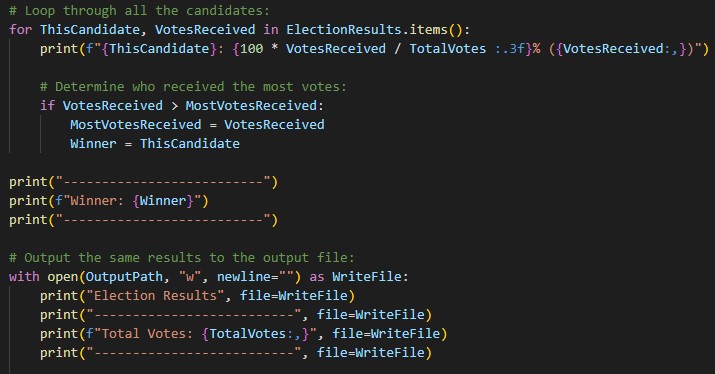 # Loop through all the candidates:
for ThisCandidate, VotesReceived in ElectionResults.items():
    print(f"{ThisCandidate}: {100 * VotesReceived / TotalVotes :.3f}% ({VotesReceived:,})")
    # Determine who received the most votes:
    if VotesReceived > MostVotesReceived:
        MostVotesReceived = VotesReceived
        Winner = ThisCandidate
print("--------------------------")
print(f"Winner: {Winner}")
print("--------------------------")
# Output the same results to the output file:
with open(OutputPath, "w", newline="") as WriteFile:
    print("Election Results", file=WriteFile)
    print("--------------------------", file=WriteFile)
    print(f"Total Votes: {TotalVotes:,}", file=WriteFile)
    print("--------------------------", file=WriteFile)